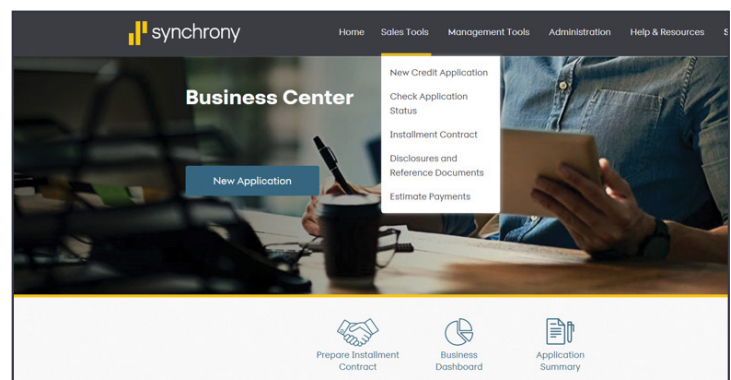 synchrony
Home Sales Tools Management Tools Administration Help & Resources S
New Credit Application
Check Application
Status
Installment Contract
Disclosures and
Reference Documents
Estimate Payments
Business Center
New Application
Prepare Installment
Contract
Business
Dashboard
Application
Summary